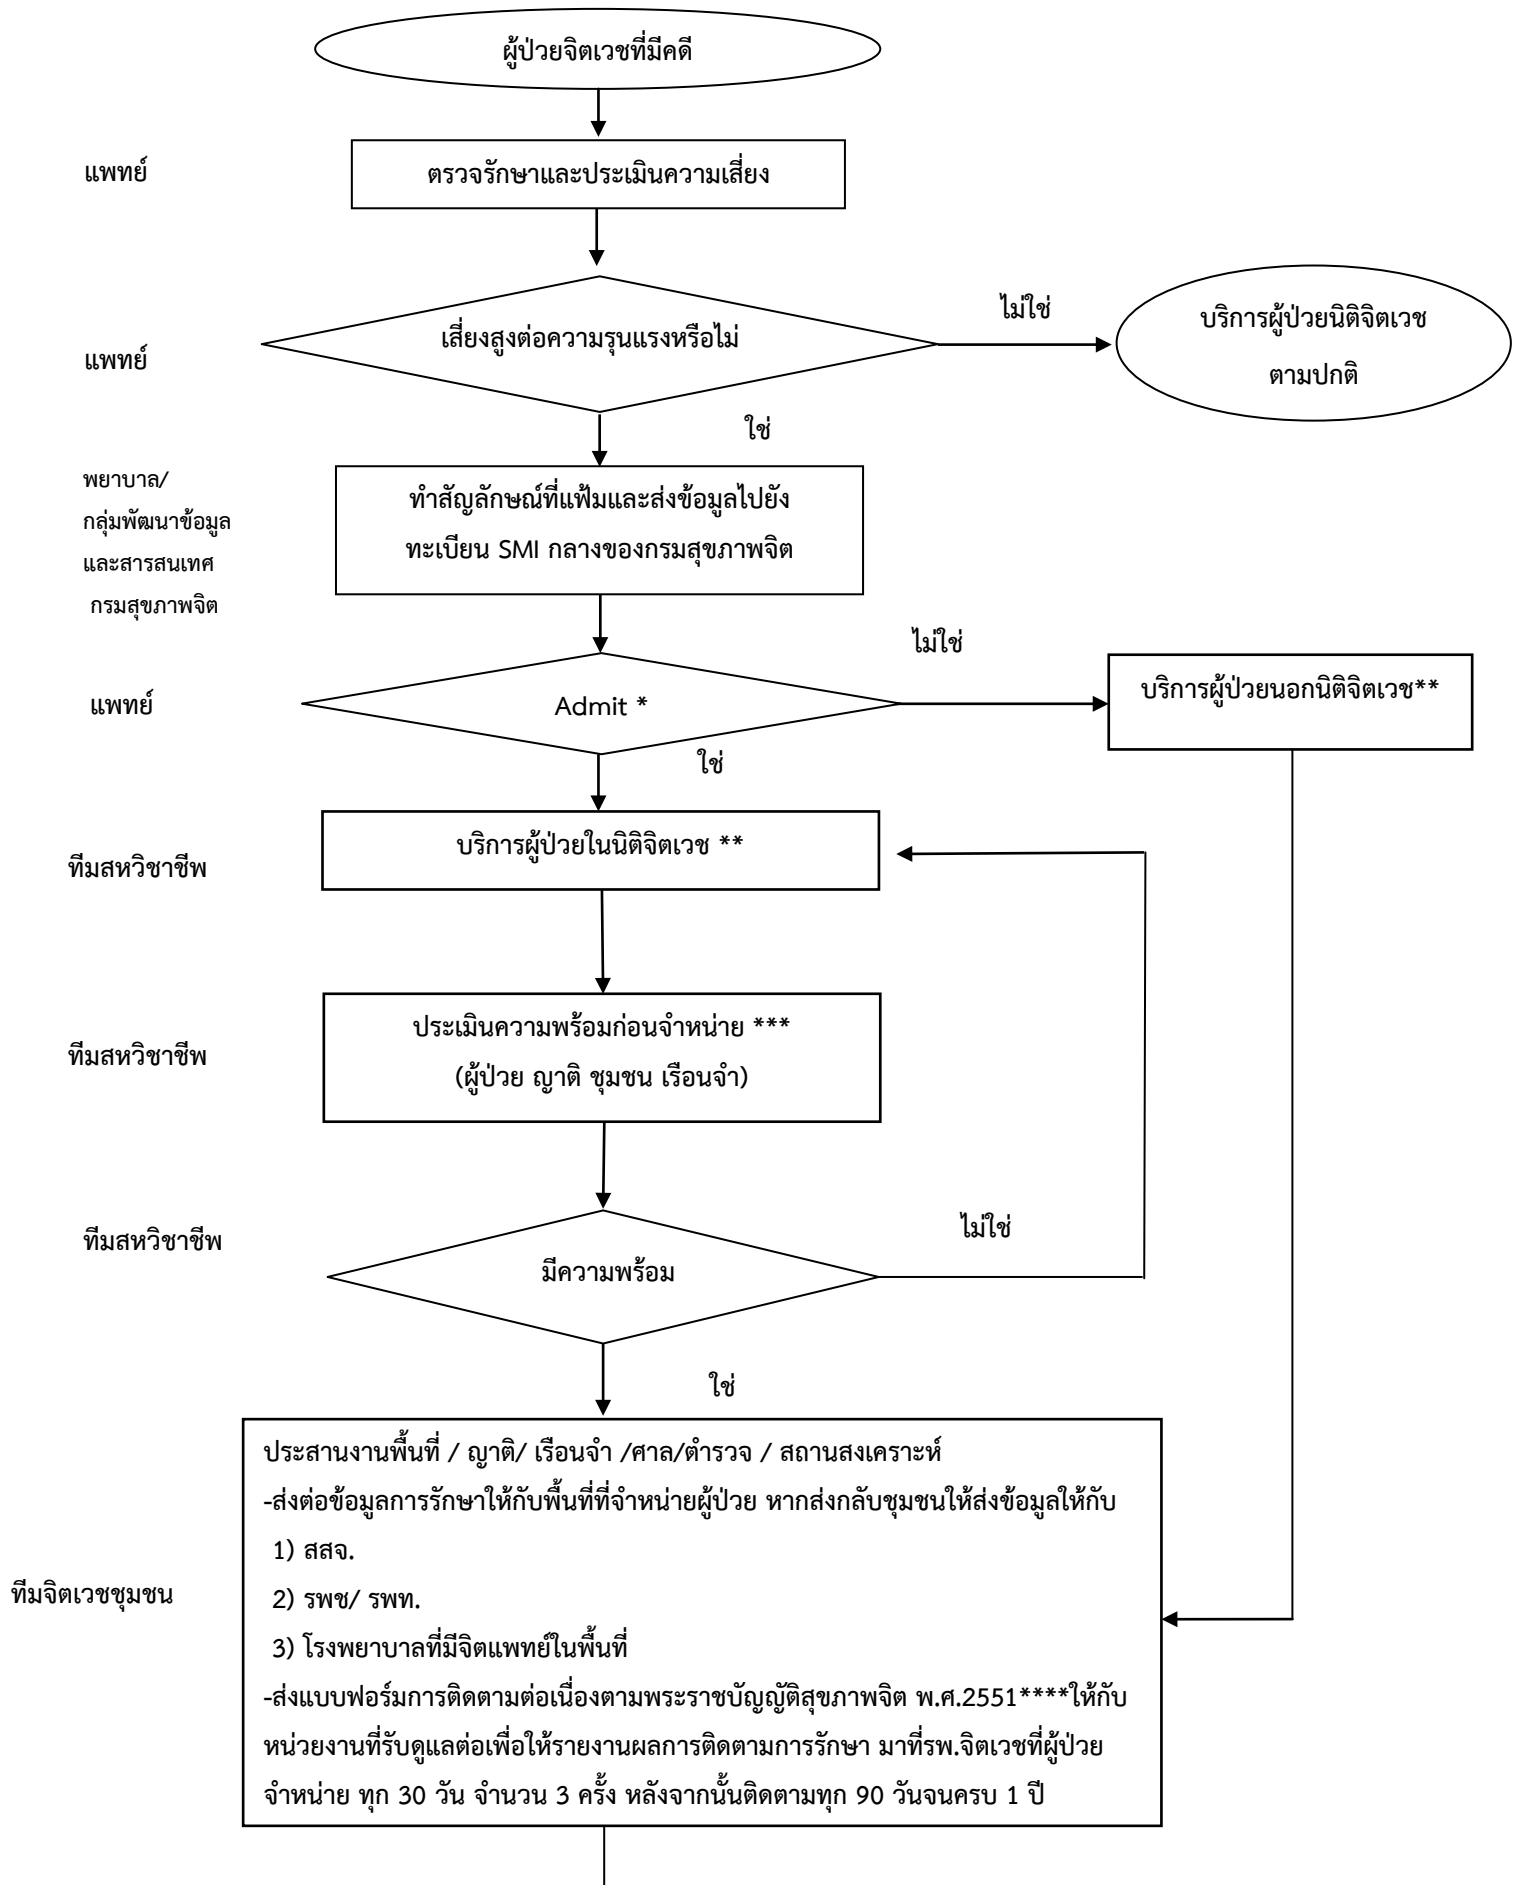 ผู้ป่วยจิตเวชที่มีคดี
แพทย์
ตรวจรักษาและประเมินความเสี่ยง
แพทย์
เสี่ยงสูงต่อความรุนแรงหรือไม่
ไม่ใช่
บริการผู้ป่วยนิติจิตเวช
ตามปกติ
ใช่
พยาบาล/
กลุ่มพัฒนาข้อมูล
และสารสนเทศ
กรมสุขภาพจิต
ทำสัญลักษณ์ที่แฟ้มและส่งข้อมูลไปยัง
ทะเบียน SMI กลางของกรมสุขภาพจิต
แพทย์
Admit *
ไม่ใช่
บริการผู้ป่วยนอกนิติจิตเวช**
ใช่
ทีมสหวิชาชีพ
บริการผู้ป่วยในนิติจิตเวช **
ทีมสหวิชาชีพ
ประเมินความพร้อมก่อนจำหน่าย ***
(ผู้ป่วย ญาติ ชุมชน เรือนจำ)
ทีมสหวิชาชีพ
มีความพร้อม
ไม่ใช่
ใช่
ทีมจิตเวชชุมชน
ประสานงานพื้นที่ / ญาติ/ เรือนจำ /ศาล/ตำรวจ / สถานสงเคราะห์
-ส่งต่อข้อมูลการรักษาให้กับพื้นที่ที่จำหน่ายผู้ป่วย หากส่งกลับชุมชนให้ส่งข้อมูลให้กับ
1) สสจ.
2) รพช/ รพท.
3) โรงพยาบาลที่มีจิตแพทย์ในพื้นที่
-ส่งแบบฟอร์มการติดตามต่อเนื่องตามพระราชบัญญัติสุขภาพจิต พ.ศ.2551****ให้กับ
หน่วยงานที่รับดูแลต่อเพื่อให้รายงานผลการติดตามการรักษา มาที่รพ.จิตเวชที่ผู้ป่วย
จำหน่าย ทุก 30 วัน จำนวน 3 ครั้ง หลังจากนั้นติดตามทุก 90 วันจนครบ 1 ปี